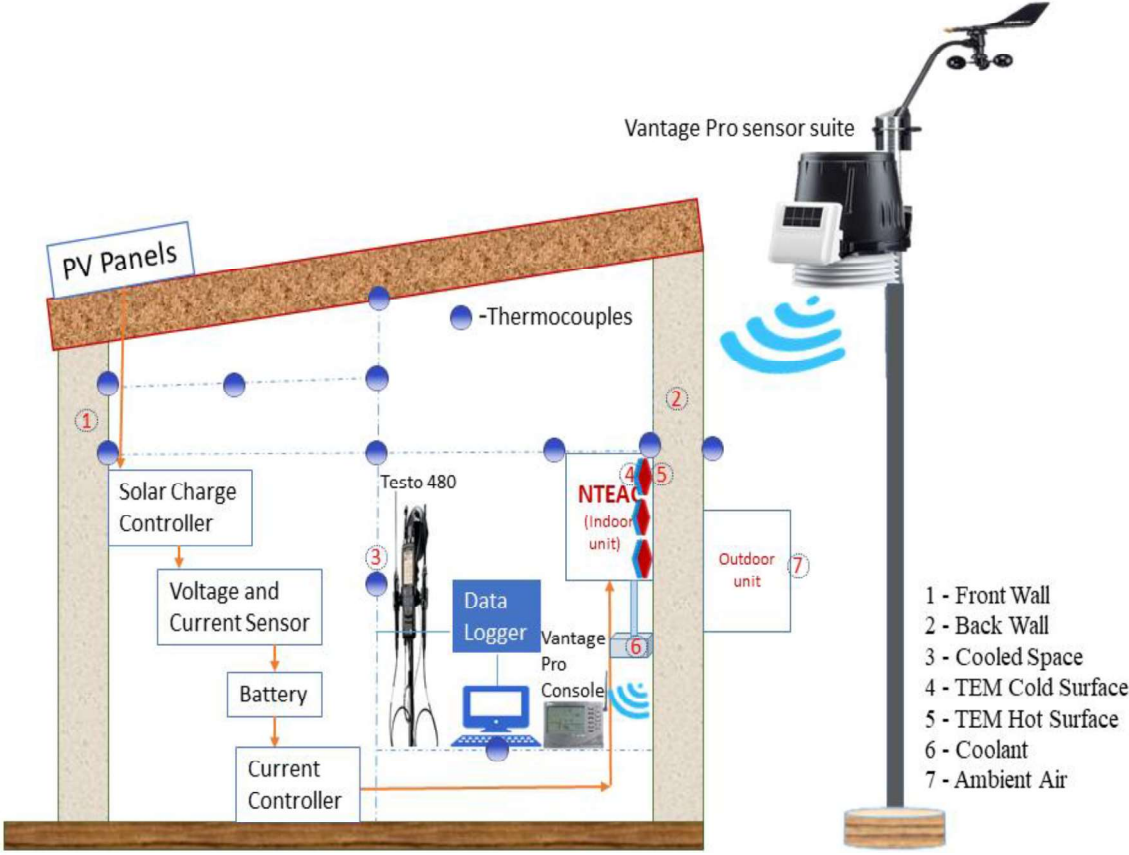 Vantage Pro sensor suite
PV Panels
-Thermocouples
1
2
Solar Charge
Controller
Testo 480
4
5
NTEAC
(Indoor
unit)
3
Voltage and
Current Sensor
Data
Logger
Outdoor
unit
7
Vantage
Pro
Console
6
Battery
Current
Controller
1 - Front Wall
2 - Back Wall
3 - Cooled Space
4 - TEM Cold Surface
5 - TEM Hot Surface
6 - Coolant
7 - Ambient Air